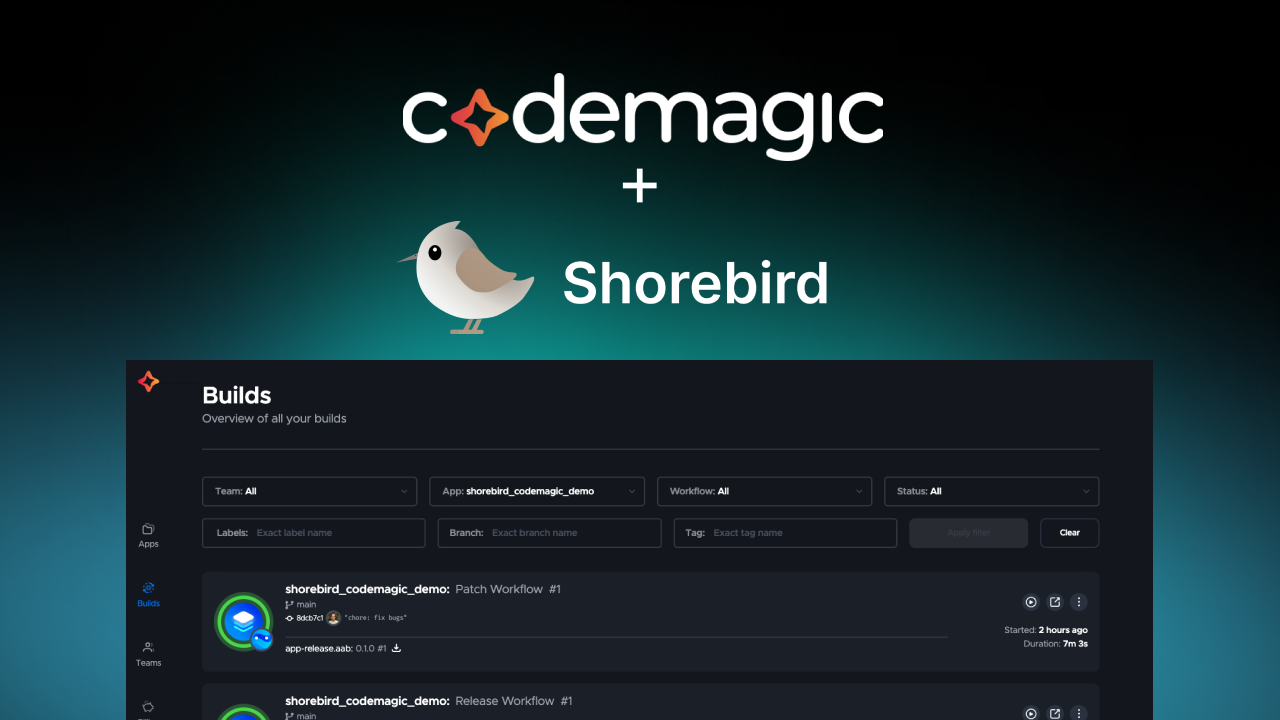 codemagic
+
Shorebird
Builds
Overview of all your builds
Team: All
App: shorebird_codemagic_demo
Workflow: All
Status: All
Labels: Exact label name
Branch: Exact branch name
Tag: Exact tag name
Apply filter
Clear
Apps
Builds
Teams
shorebird_codemagic_demo: Patch Workflow #1
main
8dcb7c1 "chore: fix bugs"
app-release.aab: 0.1.0 #1
Started: 2 hours ago
Duration: 7m 3s
shorebird_codemagic_demo: Release Workflow #1
main